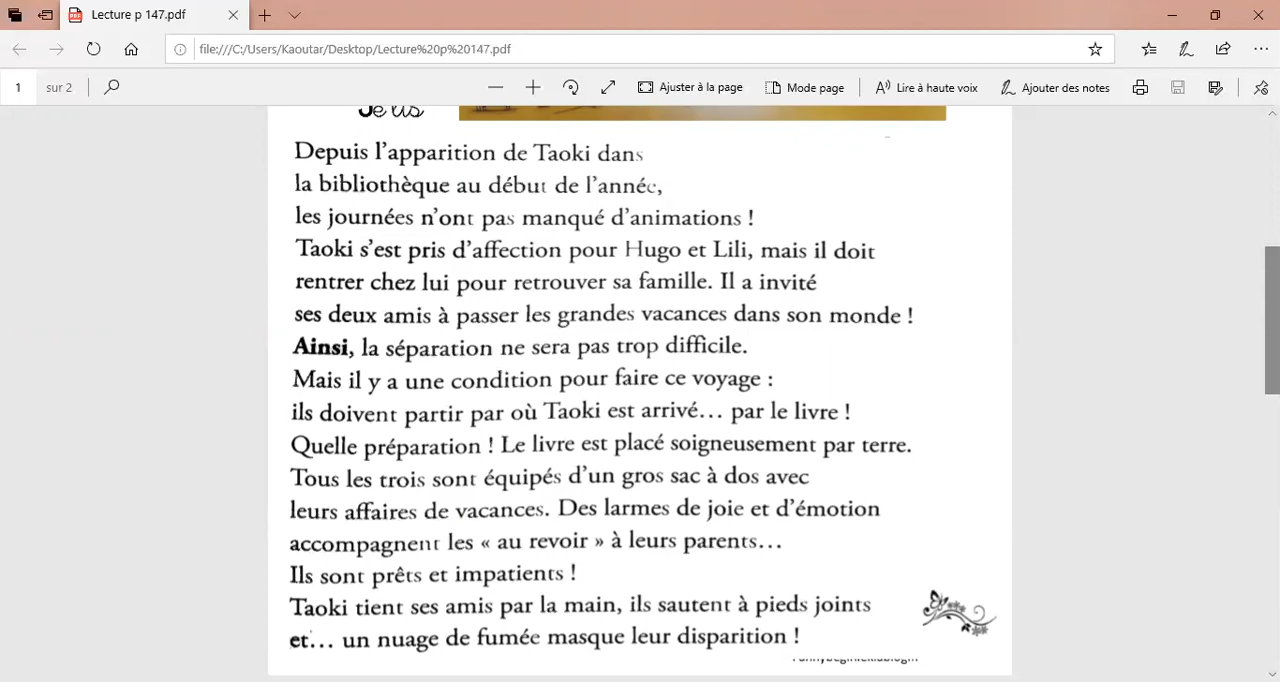 Lecture p 147.pdf
file:///C:/Users/Kaoutar/Desktop/Lecture%20p%20147.pdf
1 sur 2 Ajuster à la page Mode page Lire à haute voix Ajouter des notes
Je lis
Depuis l'apparition de Taoki dans
la bibliothèque au début de l'année,
les journées n'ont pas manqué d'animations !
Taoki s'est pris d'affection pour Hugo et Lili, mais il doit
rentrer chez lui pour retrouver sa famille. Il a invité
ses deux amis à passer les grandes vacances dans son monde !
Ainsi, la séparation ne sera pas trop difficile.
Mais il y a une condition pour faire ce voyage :
ils doivent partir par où Taoki est arrivé... par le livre !
Quelle préparation ! Le livre est placé soigneusement par terre.
Tous les trois sont équipés d'un gros sac à dos avec
leurs affaires de vacances. Des larmes de joie et d'émotion
accompagnent les « au revoir » à leurs parents...
Ils sont prêts et impatients !
Taoki tient ses amis par la main, ils sautent à pieds joints
et... un nuage de fumée masque leur disparition !